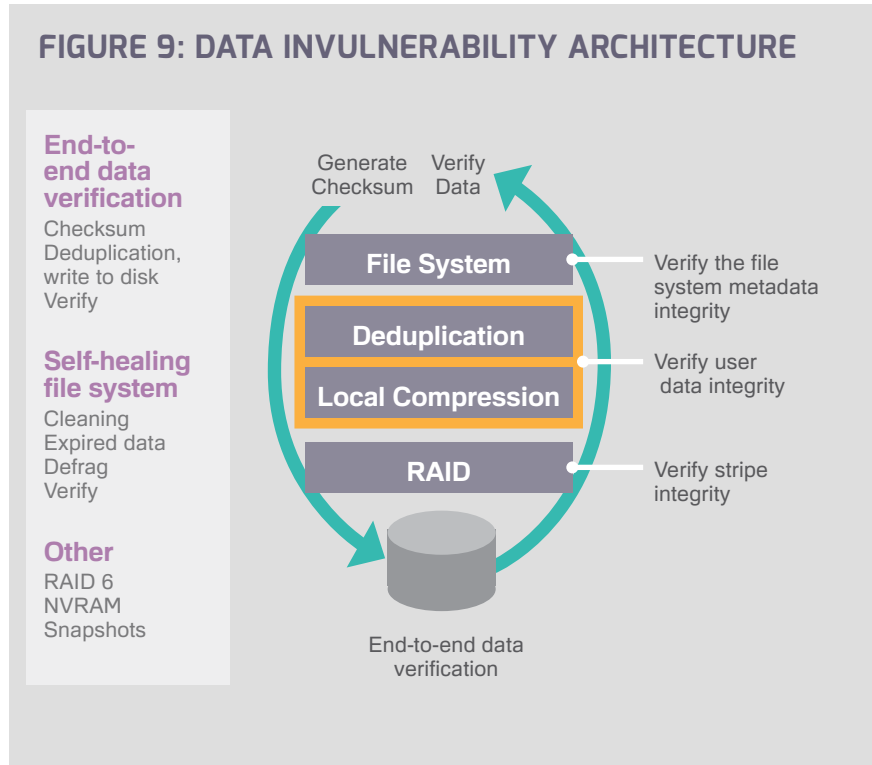 FIGURE 9: DATA INVULNERABILITY ARCHITECTURE
End-to-
end data
verification
Checksum
Deduplication,
write to disk
Verify
Self-healing
file system
Cleaning
Expired data
Defrag
Verify
Other
RAID 6
NVRAM
Snapshots
Generate
Checksum
Verify
Data
File System
Deduplication
Local Compression
RAID
Verify the file
system metadata
integrity
Verify user
data integrity
Verify stripe
integrity
End-to-end data
verification